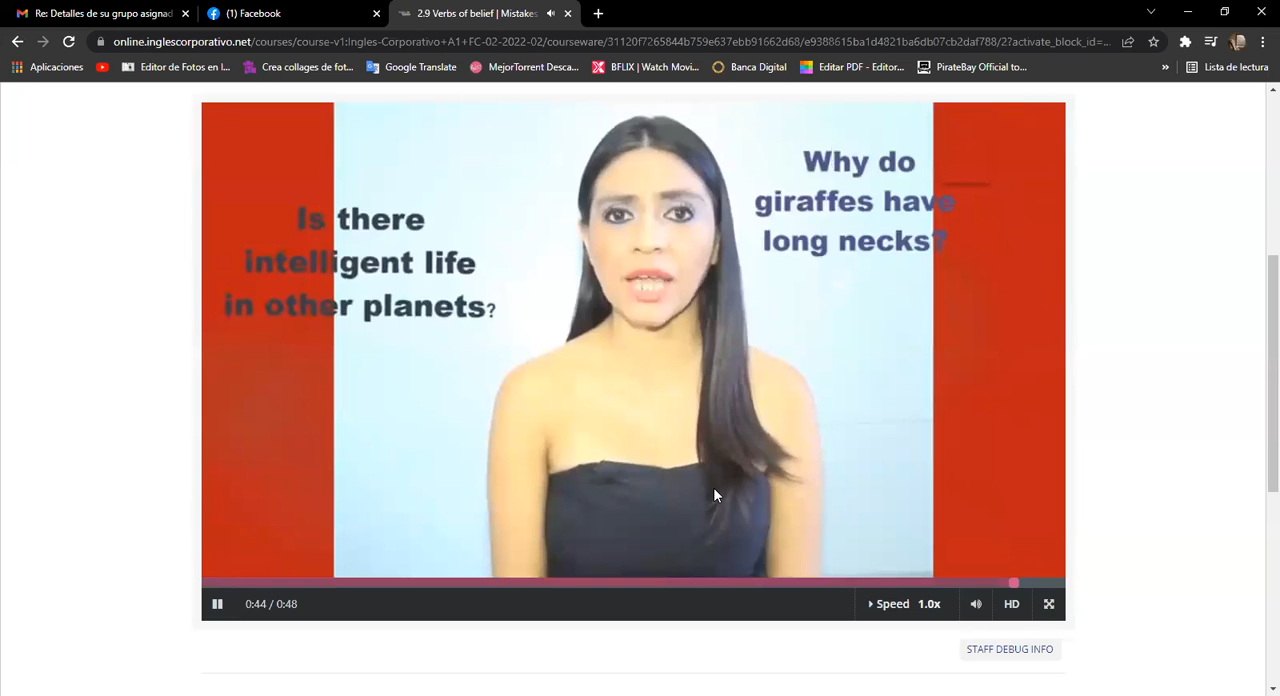 Re: Detalles de su grupo asignad
(1) Facebook
2.9 Verbs of belief | Mistakes
online.inglescorporativo.net/courses/course-v1:Ingles-Corporativo+A1+FC-02-2022-02/courseware/31120f7265844b759e637ebb91662d68/e9388615ba1d4821ba6db07cb2daf788/2?activate_block_id=...
Aplicaciones
Editor de Fotos en l...
Crea collages de fot...
Google Translate
MejorTorrent Desca...
BFLIX | Watch Movi...
Banca Digital
Editar PDF - Editor...
PirateBay Official to...
»
Lista de lectura
Is there
intelligent life
in other planets?
Why do
giraffes have
long necks?
0:44 / 0:48
Speed 1.0x
HD
STAFF DEBUG INFO